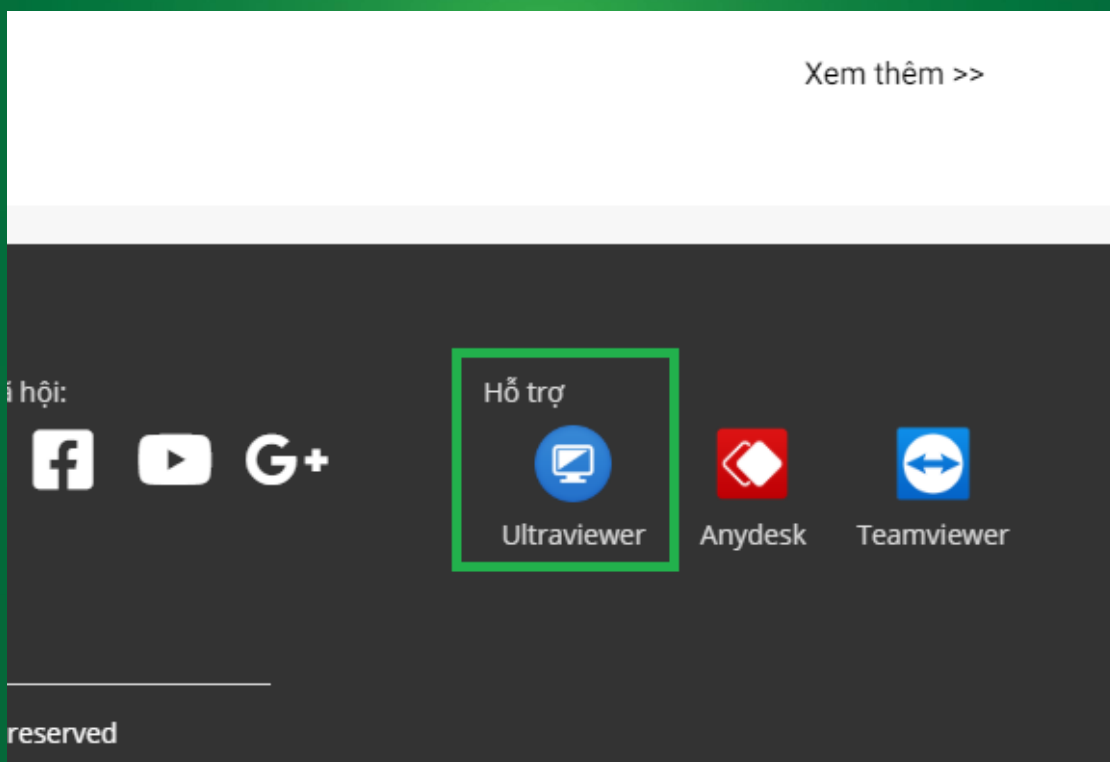 Xem thêm >>
ã hội:
Hỗ trợ
Ultraviewer
Anydesk
Teamviewer
reserved